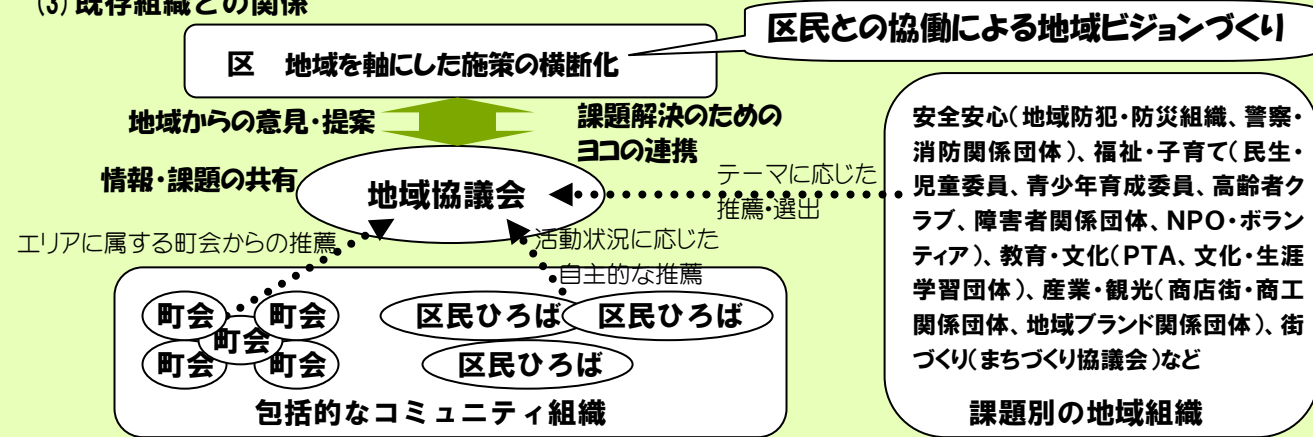 (3)既存組織との関係
区民との協働による地域ビジョンづくり
区 地域を軸にした施策の横断化
地域からの意見・提案
課題解決のための
ヨコの連携
情報・課題の共有
地域協議会
テーマに応じた
推薦・選出
エリアに属する町会からの推薦
活動状況に応じた
自主的な推薦
町会
町会
町会
町会
町会
区民ひろば
区民ひろば
区民ひろば
包括的なコミュニティ組織
安全安心(地域防犯・防災組織、警察・
消防関係団体)、福祉・子育て(民生・
児童委員、青少年育成委員、高齢者ク
ラブ、障害者関係団体、NPO・ボラン
ティア)、教育・文化(PTA、文化・生涯
学習団体)、産業・観光(商店街・商工
関係団体、地域ブランド関係団体)、街
づくり(まちづくり協議会)など
課題別の地域組織